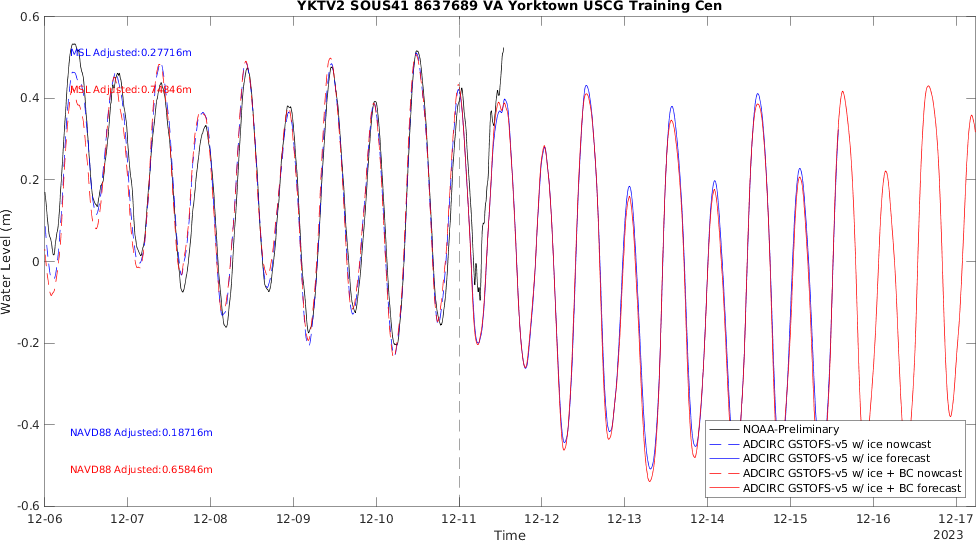 YKTV2 SOUS41 8637689 VA Yorktown USCG Training Cen
0.6
0.4
0.2
0
-0.2
-0.4
-0.6
Water Level (m)
MSL Adjusted:0.27716m
MSL Adjusted:0.74846m
NAVD88 Adjusted:0.18716m
NAVD88 Adjusted:0.65846m
NOAA-Preliminary
ADCIRC GSTOFS-v5 w/ ice nowcast
ADCIRC GSTOFS-v5 w/ ice forecast
ADCIRC GSTOFS-v5 w/ ice + BC nowcast
ADCIRC GSTOFS-v5 w/ ice + BC forecast
12-06 12-07 12-08 12-09 12-10 12-11 12-12 12-13 12-14 12-15 12-16 12-17
Time
2023